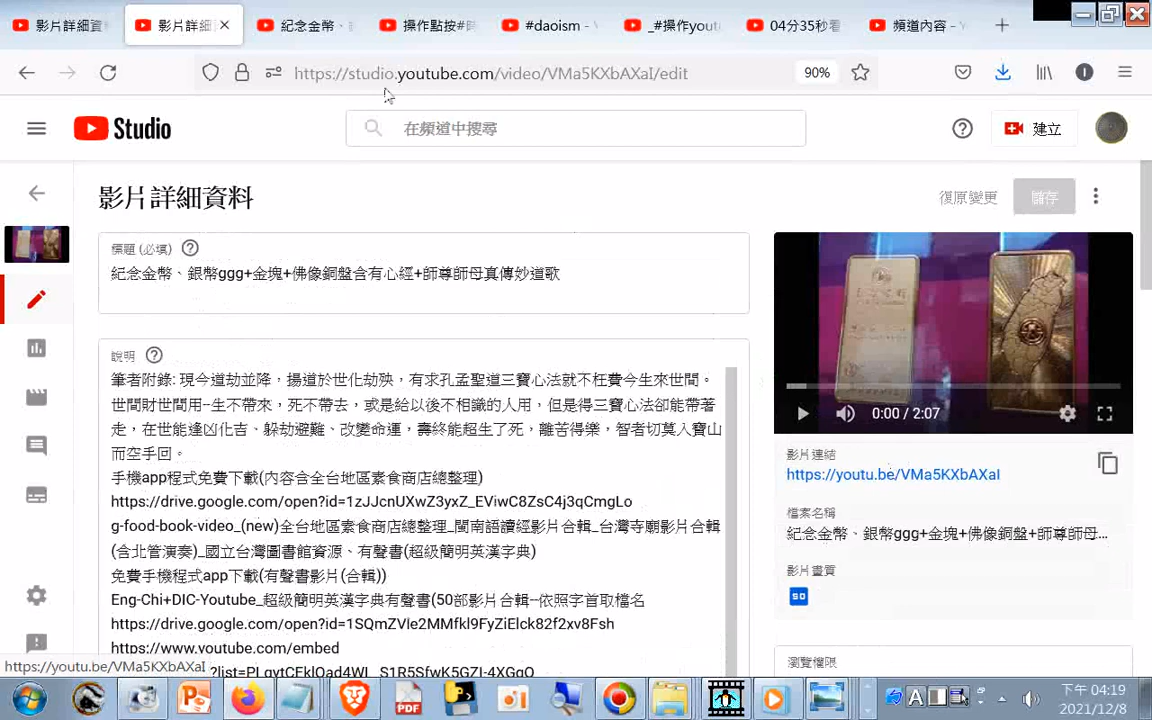 影片詳細資
影片詳細
紀念金幣、
操作點按#
#daoism -
_#操作yout
04分35秒看
頻道內容 -
https://studio.youtube.com/video/VMa5KXbAXaI/edit
90%
Studio
在頻道中搜尋
建立
影片詳細資料
復原變更
儲存
標題 (必填)
紀念金幣、銀幣ggg+金塊+佛像銅盤含有心經+師尊師母真傳妙道歌
說明
筆者附錄: 現今道劫並降，揚道於世化劫殃，有求孔孟聖道三寶心法就不枉費今生來世間。
世間財世間用--生不帶來，死不帶去，或是給以後不相識的人用，但是得三寶心法卻能帶著
走，在世能逢凶化吉、躲劫避難、改變命運，壽終能超生了死，離苦得樂，智者切莫入寶山
而空手回。
手機app程式免費下載(內容含全台地區素食商店總整理)
https://drive.google.com/open?id=1zJJcnUXwZ3yxZ_EViwC8ZsC4j3qCmgLo
g-food-book-video_(new)全台地區素食商店總整理_閩南語讀經影片合輯_台灣寺廟影片合輯
(含北管演奏)_國立台灣圖書館資源、有聲書(超級簡明英漢字典)
免費手機程式app下載(有聲書影片(合輯))
Eng-Chi+DIC-Youtube_超級簡明英漢字典有聲書(50部影片合輯--依照字首取檔名
https://drive.google.com/open?id=1SQmZVle2MMfkl9FyZiElck82f2xv8Fsh
https://www.youtube.com/embed
0:00 / 2:07
影片連結
https://youtu.be/VMa5KXbAXaI
檔案名稱
紀念金幣、銀幣ggg+金塊+佛像銅盤+師尊師母...
影片畫質
SD
瀏覽權限
https://youtu.be/VMa5KXbAXaI
下午 04:19
2021/12/8